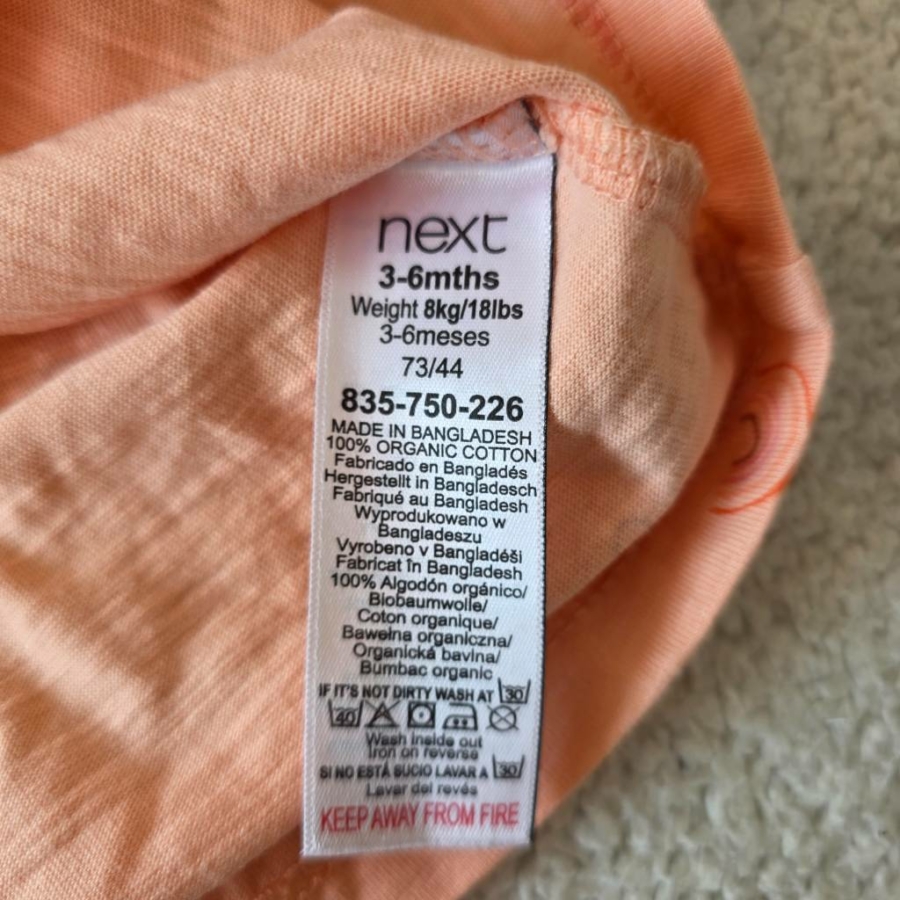 next
3-6mths
Weight 8kg/18lbs
3-6meses
73/44
835-750-226
MADE IN BANGLADESH
100% ORGANIC COTTON
Fabricado en Bangladés
Hergestellt in Bangladesch
Fabriqué au Bangladesh
Wyprodukowano w
Bangladeszu
Vyrobeno v Bangladéši
Fabricat în Bangladesh
100% Algodón orgánico/
Biobaumwolle/
Coton organique/
Bawełna organiczna/
Organická bavlna/
Bumbac organic
IF IT'S NOT DIRTY WASH AT 30
40
Wash inside out
Iron on reverse
SI NO ESTÁ SUCIO LAVAR A 30
Lavar del revés
KEEP AWAY FROM FIRE